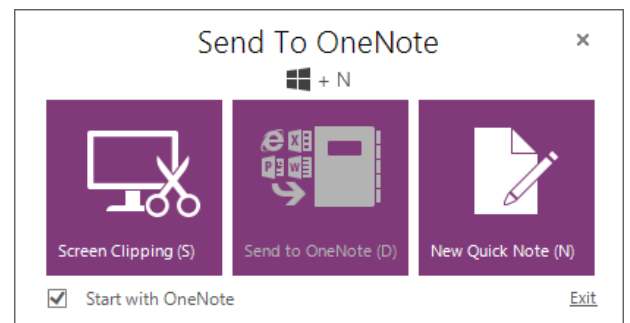 Send To OneNote
+ N
Screen Clipping (S)
Send to OneNote (D)
New Quick Note (N)
Start with OneNote
Exit